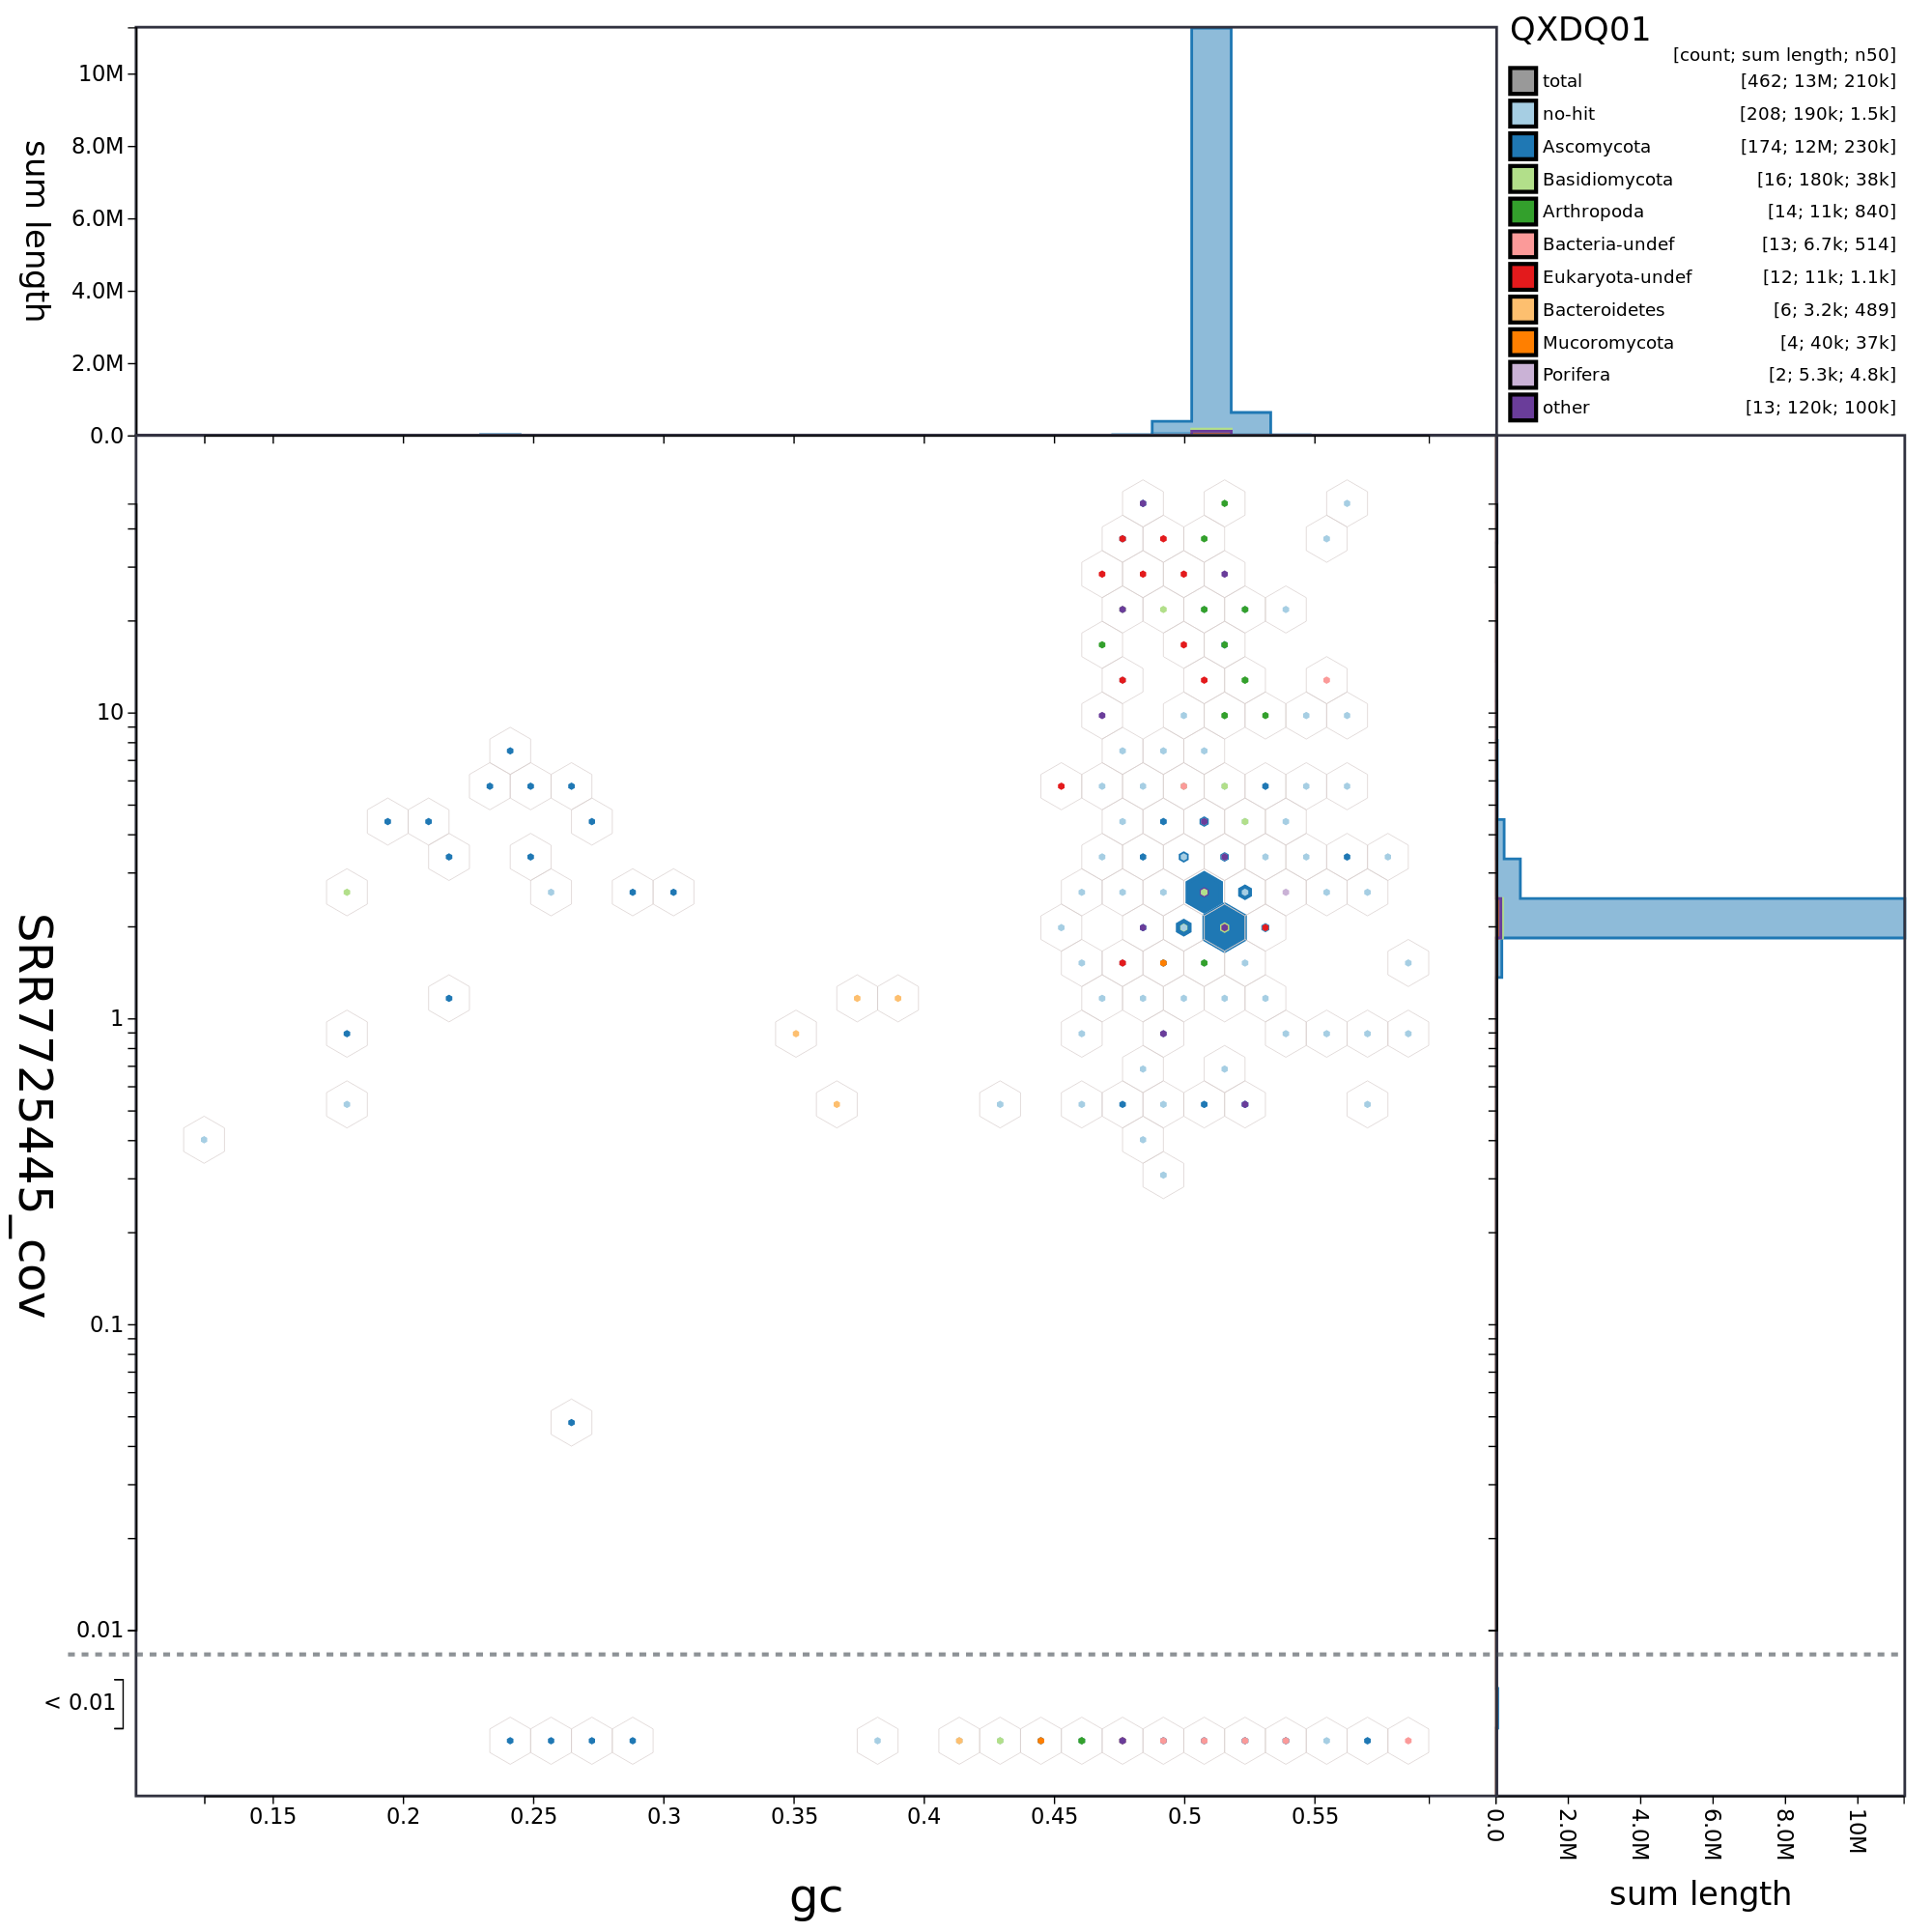 QXDQ01
[count; sum length; n50]
total [462; 13M; 210k]
no-hit [208; 190k; 1.5k]
Ascomycota [174; 12M; 230k]
Basidiomycota [16; 180k; 38k]
Arthropoda [14; 11k; 840]
Bacteria-undef [13; 6.7k; 514]
Eukaryota-undef [12; 11k; 1.1k]
Bacteroidetes [6; 3.2k; 489]
Mucoromycota [4; 40k; 37k]
Porifera [2; 5.3k; 4.8k]
other [13; 120k; 100k]
sum length
10M
8.0M
6.0M
4.0M
2.0M
0.0
SRR7725445_cov
10
1
0.1
0.01
< 0.01
0.15 0.2 0.25 0.3 0.35 0.4 0.45 0.5 0.55
gc
0.0 2.0M 4.0M 6.0M 8.0M 10M
sum length